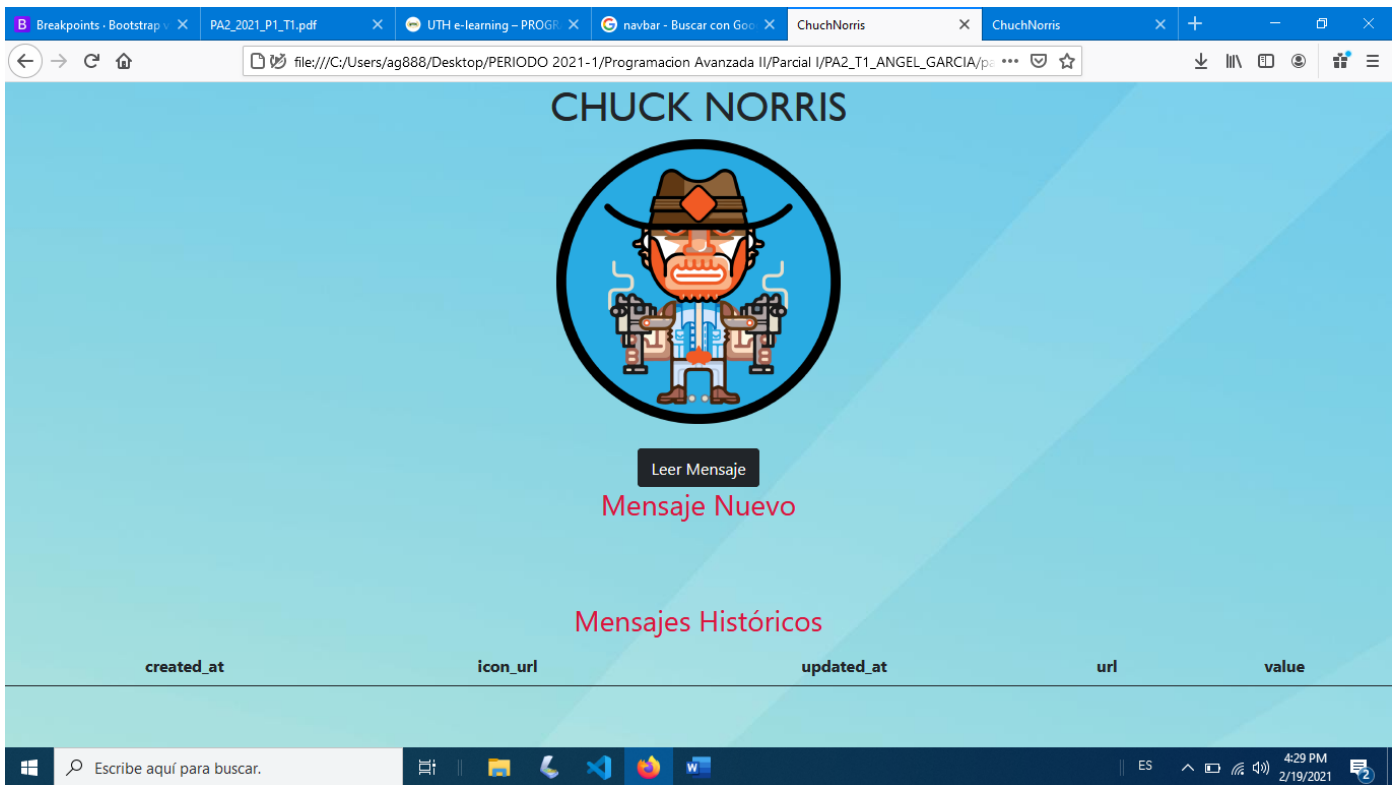 Breakpoints · Bootstrap v
PA2_2021_P1_T1.pdf
UTH e-learning – PROGR
navbar - Buscar con Goo
ChuchNorris
ChuchNorris
file:///C:/Users/ag888/Desktop/PERIODO 2021-1/Programacion Avanzada II/Parcial I/PA2_T1_ANGEL_GARCIA/pa
CHUCK NORRIS
Leer Mensaje
Mensaje Nuevo
Mensajes Históricos
created_at icon_url updated_at url value
Escribe aquí para buscar.
ES
4:29 PM
2/19/2021
2